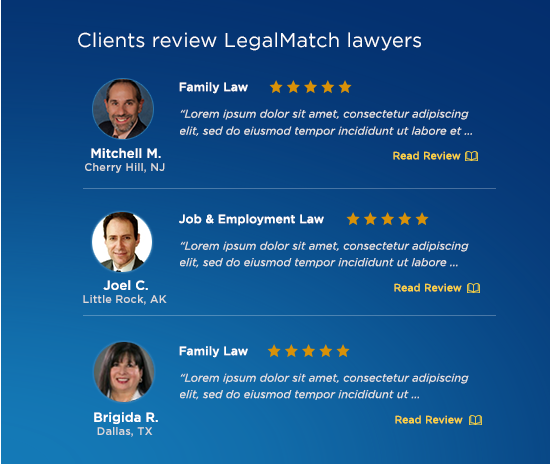 Clients review LegalMatch lawyers
Family Law
“Lorem ipsum dolor sit amet, consectetur adipiscing
elit, sed do eiusmod tempor incididunt ut labore et ...
Read Review
Mitchell M.
Cherry Hill, NJ
Job & Employment Law
“Lorem ipsum dolor sit amet, consectetur adipiscing
elit, sed do eiusmod tempor incididunt ut labore ...
Read Review
Joel C.
Little Rock, AK
Family Law
“Lorem ipsum dolor sit amet, consectetur adipiscing
elit, sed do eiusmod tempor incididunt ut ...
Read Review
Brigida R.
Dallas, TX